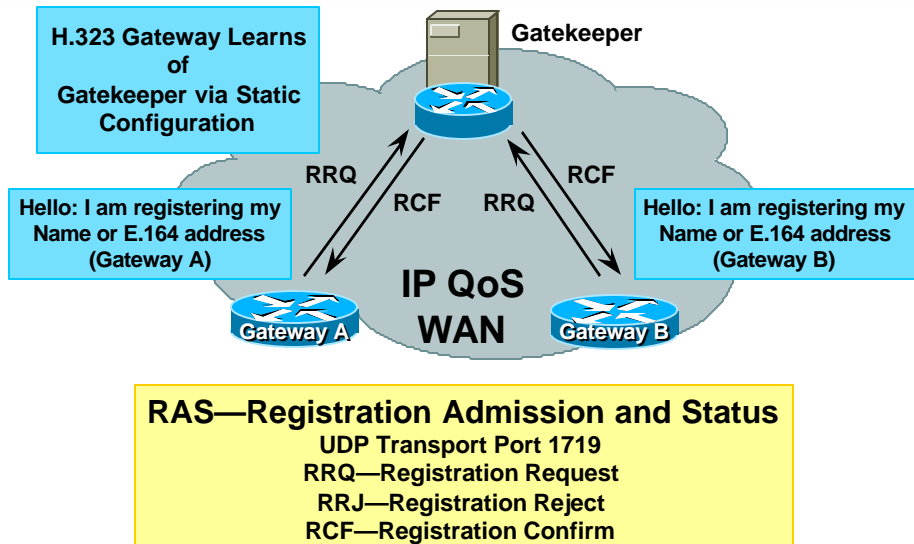 H.323 Gateway Learns
of
Gatekeeper via Static
Configuration
Gatekeeper
RRQ
RCF
RRQ
RCF
Hello: I am registering my
Name or E.164 address
(Gateway A)
Hello: I am registering my
Name or E.164 address
(Gateway B)
IP QoS
WAN
Gateway A
Gateway B
RAS—Registration Admission and Status
UDP Transport Port 1719
RRQ—Registration Request
RRJ—Registration Reject
RCF—Registration Confirm